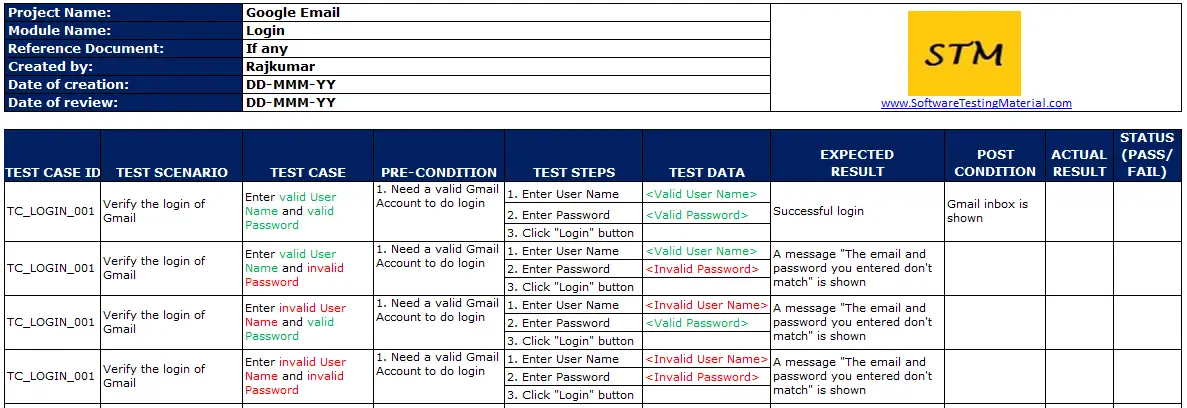 Project Name: Google Email
Module Name: Login
Reference Document: If any
Created by: Rajkumar
Date of creation: DD-MMM-YY
Date of review: DD-MMM-YY
STM
www.SoftwareTestingMaterial.com
TEST CASE ID
TEST SCENARIO
TEST CASE
PRE-CONDITION
TEST STEPS
TEST DATA
EXPECTED
RESULT
POST
CONDITION
ACTUAL
RESULT
STATUS
(PASS/
FAIL)
TC_LOGIN_001
Verify the login of
Gmail
Enter valid User
Name and valid
Password
1. Need a valid Gmail
Account to do login
1. Enter User Name
<Valid User Name>
2. Enter Password
<Valid Password>
3. Click "Login" button
Successful login
Gmail inbox is
shown
TC_LOGIN_001
Verify the login of
Gmail
Enter valid User
Name and invalid
Password
1. Need a valid Gmail
Account to do login
1. Enter User Name
<Valid User Name>
2. Enter Password
<Invalid Password>
3. Click "Login" button
A message "The email and
password you entered don't
match" is shown
TC_LOGIN_001
Verify the login of
Gmail
Enter invalid User
Name and valid
Password
1. Need a valid Gmail
Account to do login
1. Enter User Name
<Invalid User Name>
2. Enter Password
<Valid Password>
3. Click "Login" button
A message "The email and
password you entered don't
match" is shown
TC_LOGIN_001
Verify the login of
Gmail
Enter invalid User
Name and invalid
Password
1. Need a valid Gmail
Account to do login
1. Enter User Name
<Invalid User Name>
2. Enter Password
<Invalid Password>
3. Click "Login" button
A message "The email and
password you entered don't
match" is shown